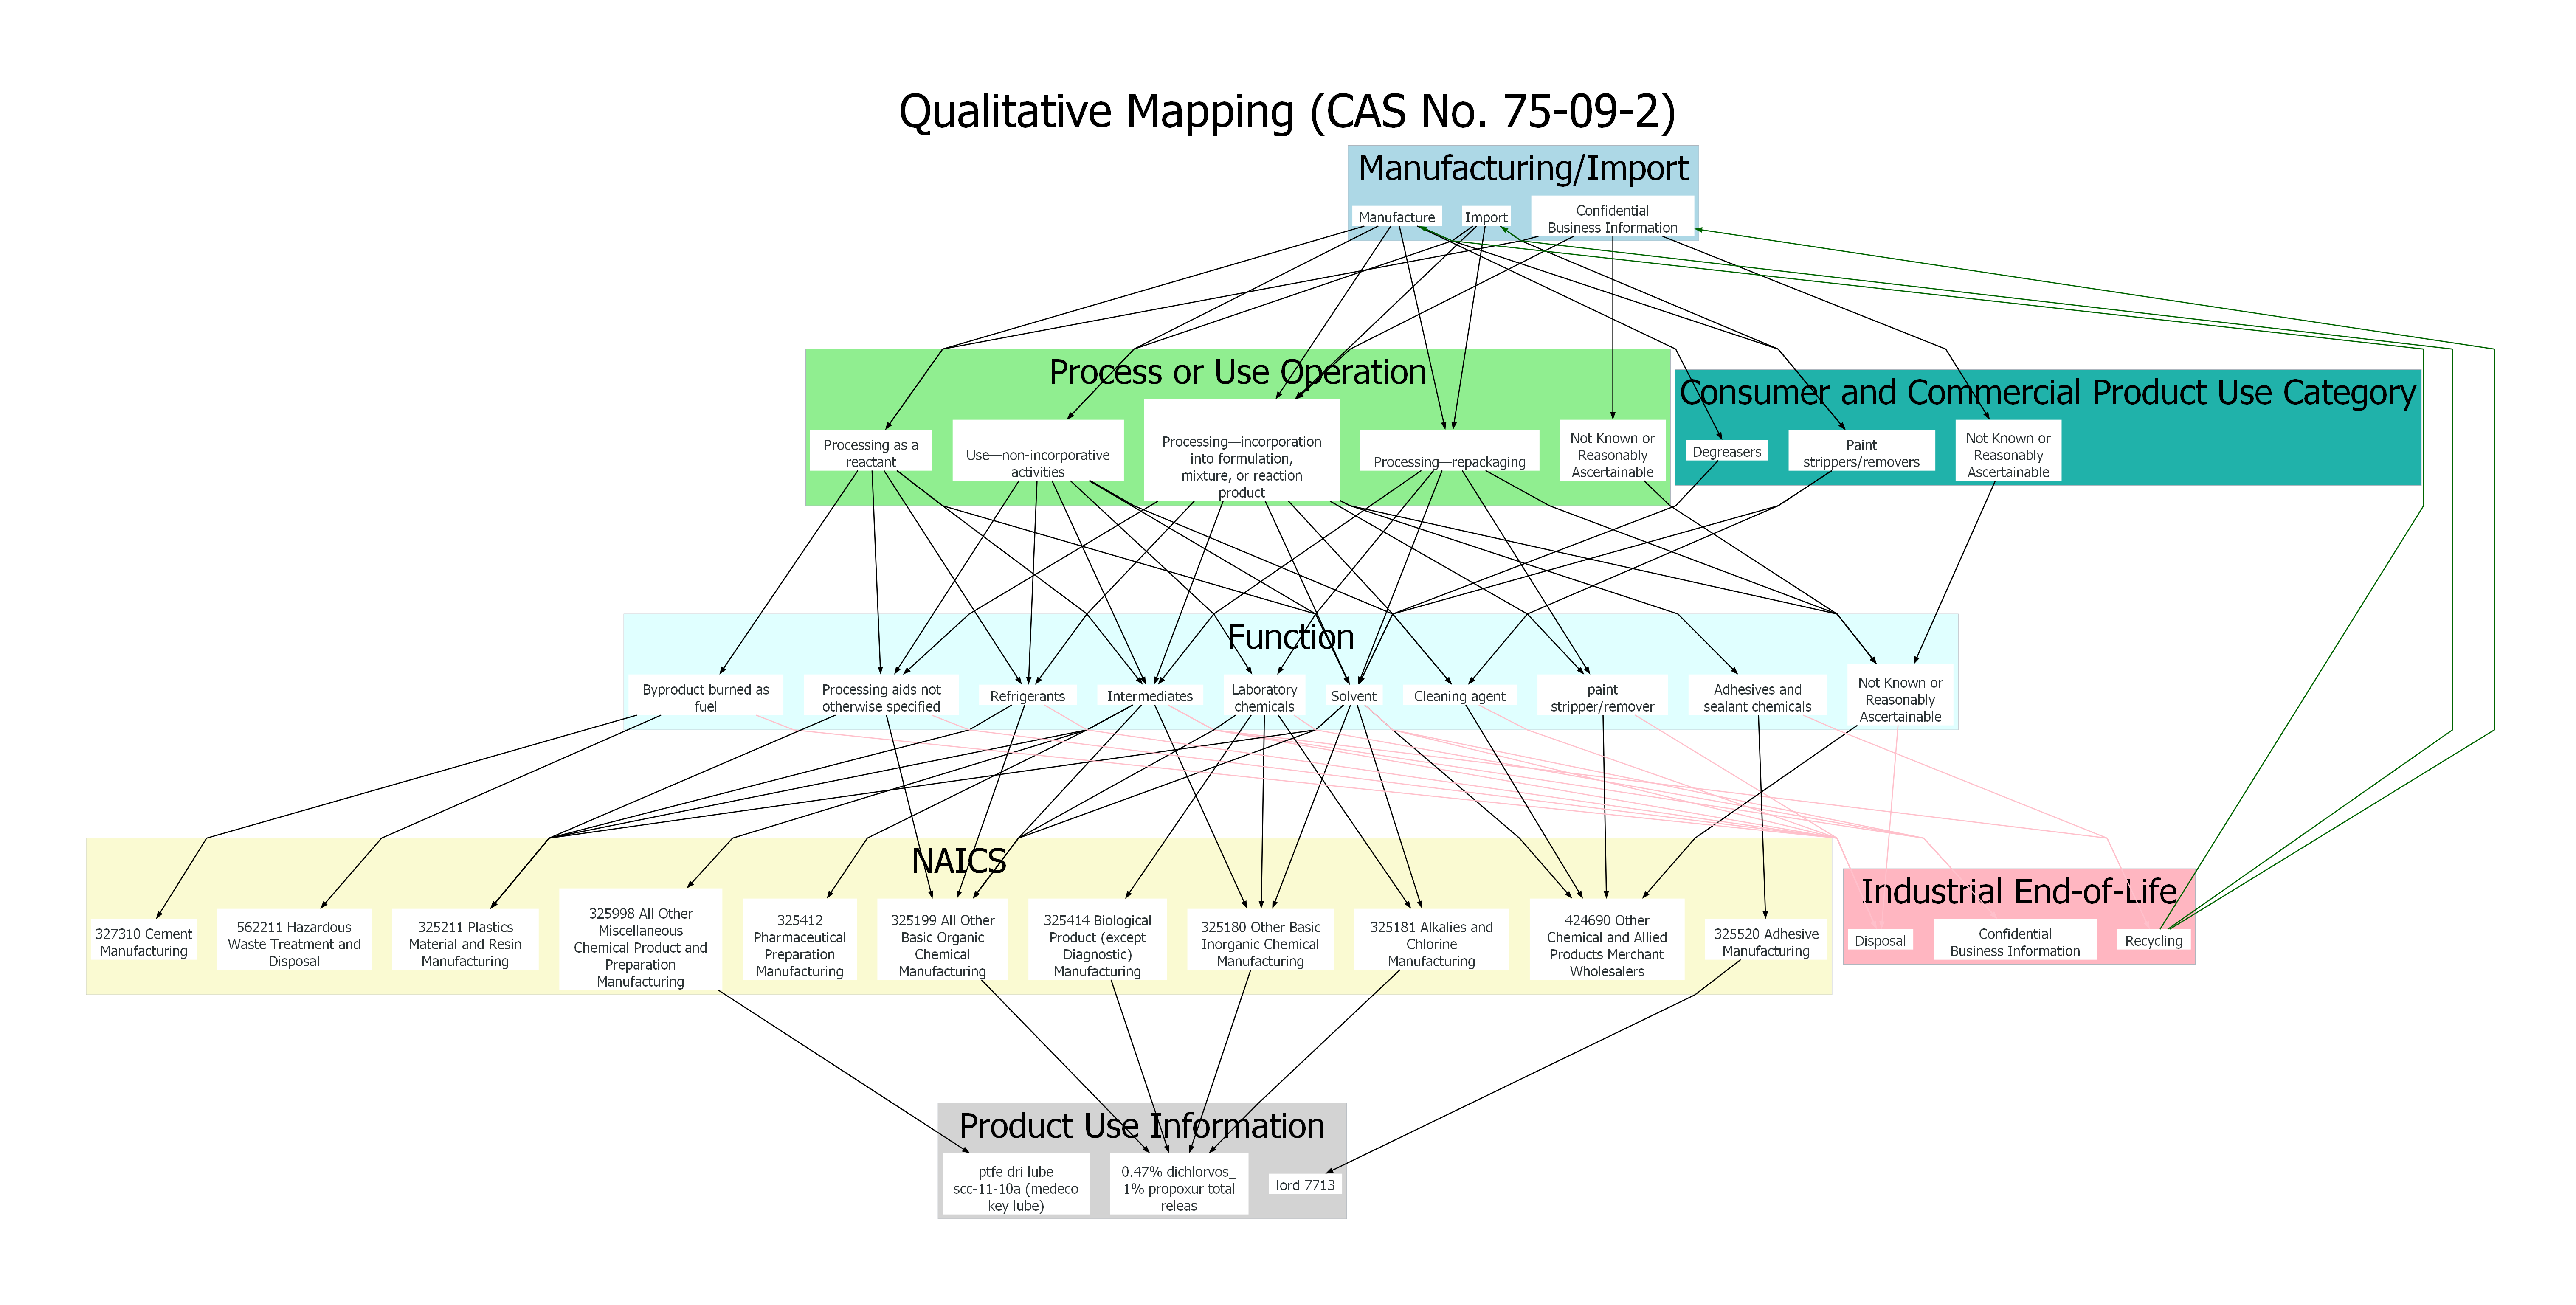 Qualitative Mapping (CAS No. 75-09-2)
Manufacturing/Import
Manufacture
Import
Confidential
Business Information
Process or Use Operation
Processing as a
reactant
Use—non-incorporative
activities
Processing—incorporation
into formulation,
mixture, or reaction
product
Processing—repackaging
Not Known or
Reasonably
Ascertainable
Consumer and Commercial Product Use Category
Degreasers
Paint
strippers/removers
Not Known or
Reasonably
Ascertainable
Function
Byproduct burned as
fuel
Processing aids not
otherwise specified
Refrigerants
Intermediates
Laboratory
chemicals
Solvent
Cleaning agent
paint
stripper/remover
Adhesives and
sealant chemicals
Not Known or
Reasonably
Ascertainable
NAICS
327310 Cement
Manufacturing
562211 Hazardous
Waste Treatment and
Disposal
325211 Plastics
Material and Resin
Manufacturing
325998 All Other
Miscellaneous
Chemical Product and
Preparation
Manufacturing
325412
Pharmaceutical
Preparation
Manufacturing
325199 All Other
Basic Organic
Chemical
Manufacturing
325414 Biological
Product (except
Diagnostic)
Manufacturing
325180 Other Basic
Inorganic Chemical
Manufacturing
325181 Alkalies and
Chlorine
Manufacturing
424690 Other
Chemical and Allied
Products Merchant
Wholesalers
325520 Adhesive
Manufacturing
Industrial End-of-Life
Disposal
Confidential
Business Information
Recycling
Product Use Information
ptfe dri lube
scc-11-10a (medeco
key lube)
0.47% dichlorvos_
1% propoxur total
releas
lord 7713